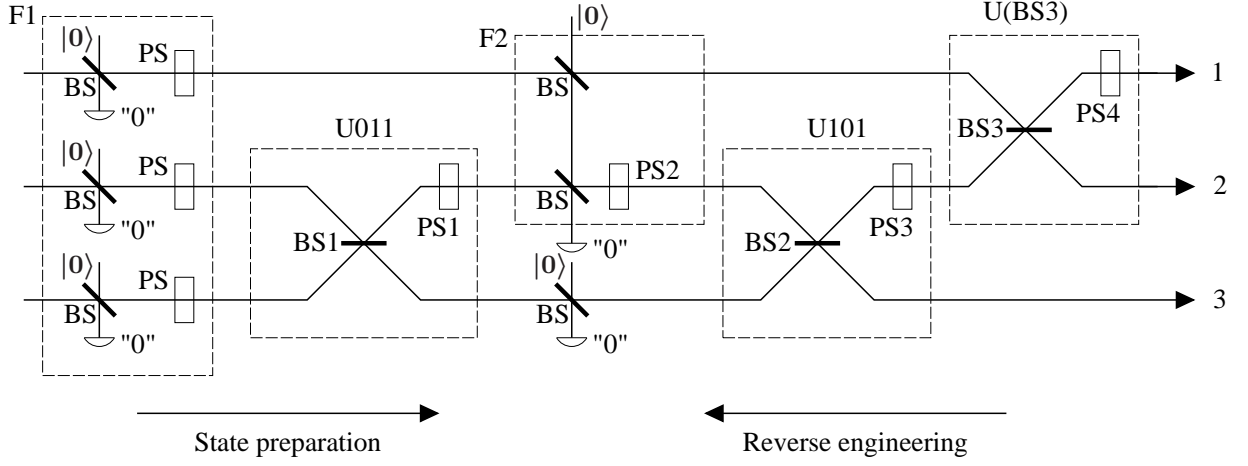 F1
|0⟩
PS
BS
"0"
|0⟩
PS
BS
"0"
|0⟩
PS
BS
"0"
U011
BS1
PS1
F2
|0⟩
BS
BS
PS2
"0"
|0⟩
BS
"0"
U101
BS2
PS3
U(BS3)
BS3
PS4
1
2
3
State preparation
Reverse engineering